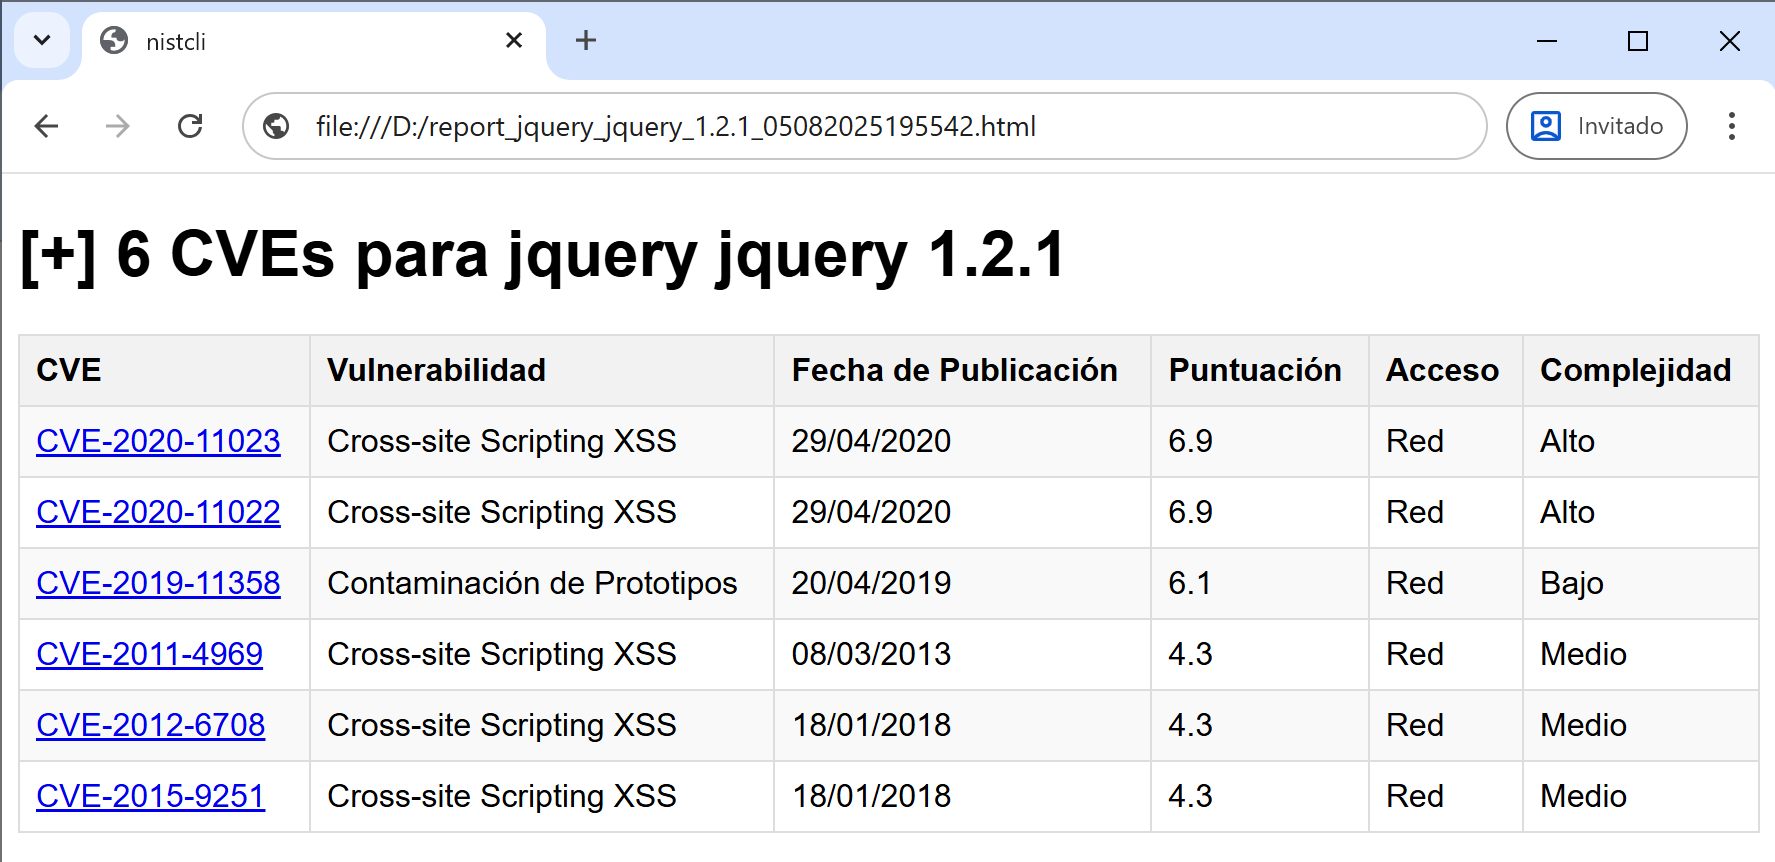 nistcli
file:///D:/report_jquery_jquery_1.2.1_05082025195542.html
Invitado
[+] 6 CVEs para jquery jquery 1.2.1
CVE Vulnerabilidad Fecha de Publicación Puntuación Acceso Complejidad
CVE-2020-11023 Cross-site Scripting XSS 29/04/2020 6.9 Red Alto
CVE-2020-11022 Cross-site Scripting XSS 29/04/2020 6.9 Red Alto
CVE-2019-11358 Contaminación de Prototipos 20/04/2019 6.1 Red Bajo
CVE-2011-4969 Cross-site Scripting XSS 08/03/2013 4.3 Red Medio
CVE-2012-6708 Cross-site Scripting XSS 18/01/2018 4.3 Red Medio
CVE-2015-9251 Cross-site Scripting XSS 18/01/2018 4.3 Red Medio